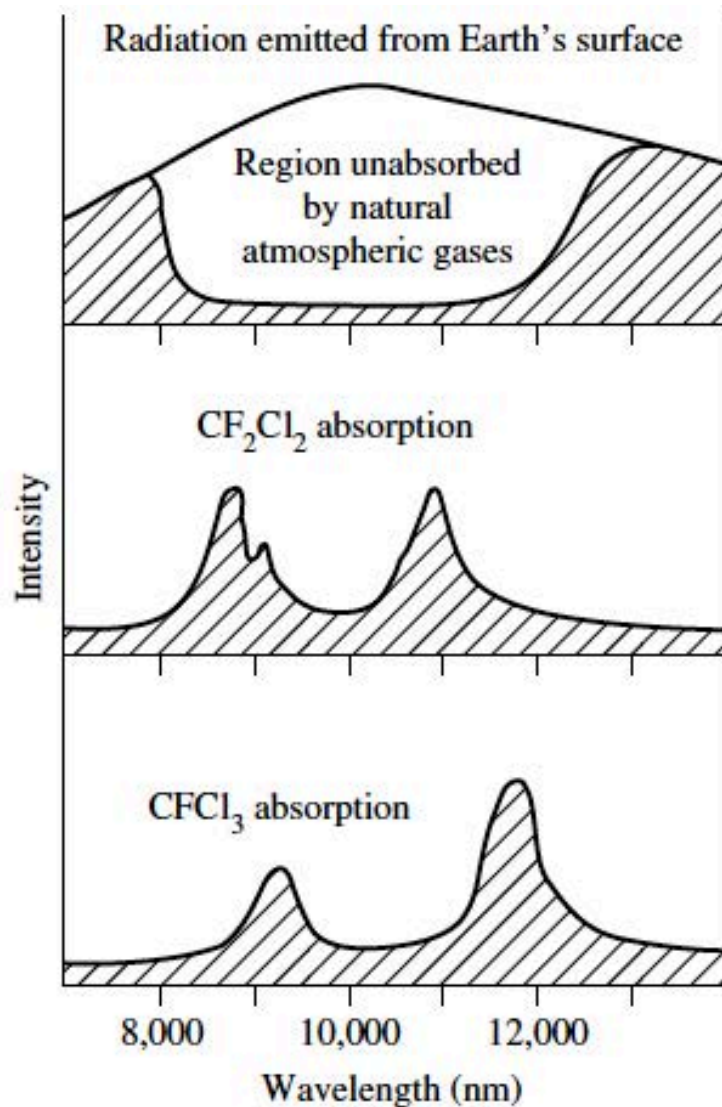 Radiation emitted from Earth's surface
Region unabsorbed
by natural
atmospheric gases
CF₂Cl₂ absorption
Intensity
CFCl₃ absorption
8,000 10,000 12,000
Wavelength (nm)